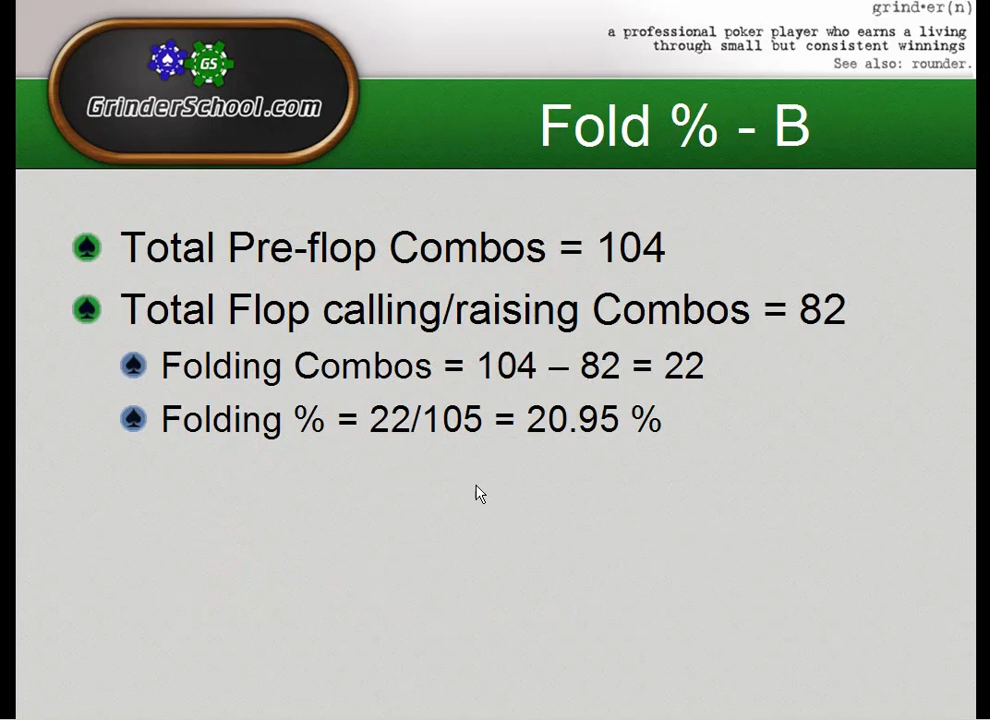 grind•er(n)
a professional poker player who earns a living
through small but consistent winnings
See also: rounder.
GS
GrinderSchool.com
Fold % - B
Total Pre-flop Combos = 104
Total Flop calling/raising Combos = 82
Folding Combos = 104 – 82 = 22
Folding % = 22/105 = 20.95 %